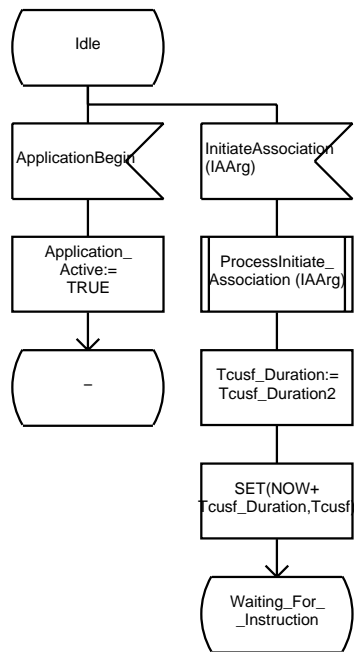 Idle
ApplicationBegin
InitiateAssociation
(IAArg)
Application_
Active:=
TRUE
ProcessInitiate_
Association (IAArg)
–
Tcusf_Duration:=
Tcusf_Duration2
SET(NOW+
Tcusf_Duration,Tcusf)
Waiting_For_
_Instruction